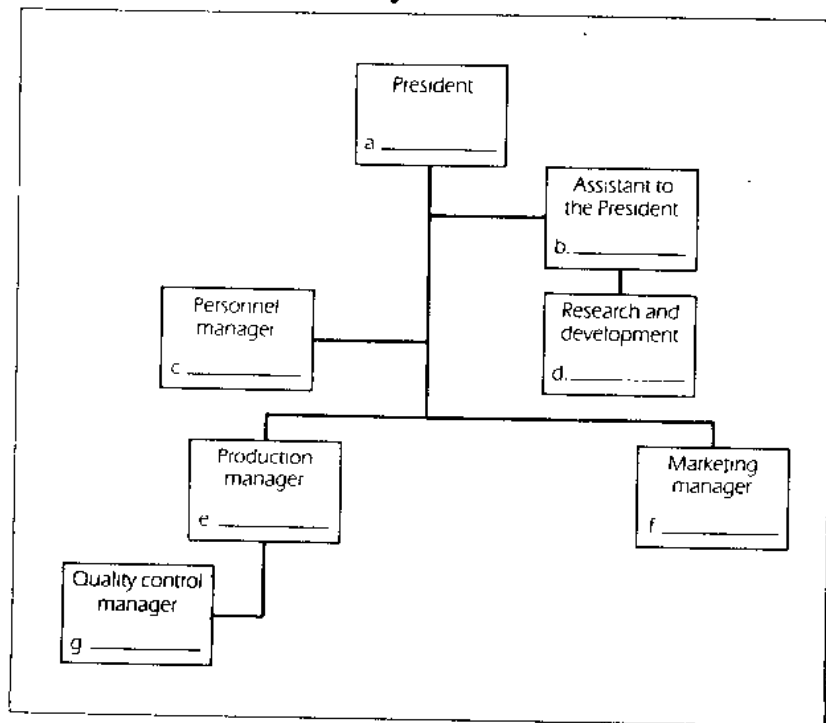 President
a
Assistant to
the President
b.
Personnel
manager
c
Research and
development
d.
Production
manager
e
Marketing
manager
f
Quality control
manager
g